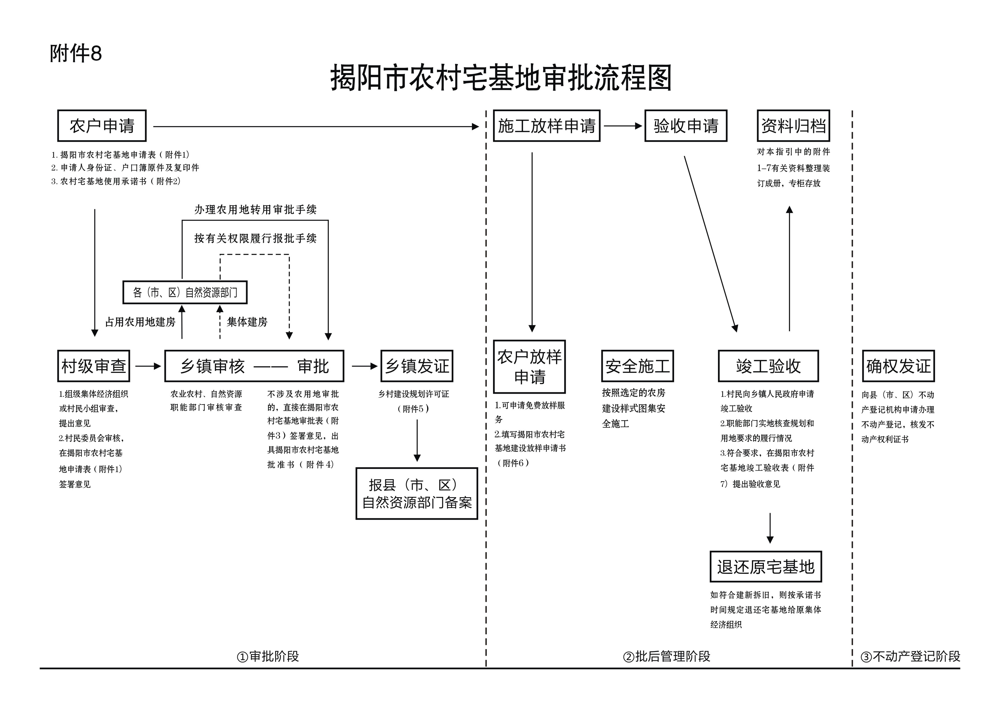 附件8
揭阳市农村宅基地审批流程图
农户申请
1. 揭阳市农村宅基地申请表（附件1）
2. 申请人身份证、户口簿原件及复印件
3. 农村宅基地使用承诺书（附件2）
办理农用地转用审批手续
按有关权限履行报批手续
各（市、区）自然资源部门
占用农用地建房
集体建房
村级审查
1.组级集体经济组织
或村民小组审查，
提出意见
2.村民委员会审核，
在揭阳市农村宅基
地申请表（附件1）
签署意见
乡镇审核 —— 审批
农业农村、自然资源
职能部门审核审查
不涉及农用地审批
的，直接在揭阳市农
村宅基地审批表（附
件3）签署意见，出
具揭阳市农村宅基地
批准书（附件4）
乡镇发证
乡村建设规划许可证
（附件5）
报县（市、区）
自然资源部门备案
①审批阶段
施工放样申请
验收申请
资料归档
对本指引中的附件
1-7有关资料整理装
订成册，专柜存放
农户放样
申请
1.可申请免费放样服
务
2.填写揭阳市农村宅
基地建设放样申请书
（附件6）
安全施工
按照选定的农房
建设样式图集安
全施工
竣工验收
1.村民向乡镇人民政府申请
竣工验收
2.职能部门实地核查规划和
用地要求的履行情况
3.符合要求，在揭阳市农村
宅基地竣工验收表（附件
7）提出验收意见
退还原宅基地
如符合建新拆旧，则按承诺书
时间规定退还宅基地给原集体
经济组织
②批后管理阶段
确权发证
向县（市、区）不动
产登记机构申请办理
不动产登记，核发不
动产权利证书
③不动产登记阶段